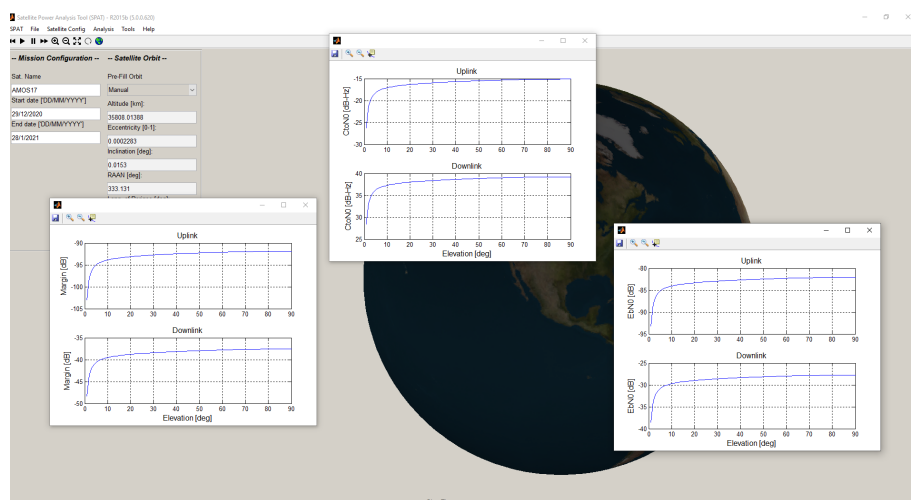 Satellite Power Analysis Tool (SPAT) - R2015b (5.0.0.620)
SPAT File Satellite Config Analysis Tools Help
-- Mission Configuration --
-- Satellite Orbit --
Sat. Name
AMOS17
Start date ['DD/MM/YYYY']
29/12/2020
End date ['DD/MM/YYYY']
28/1/2021
Pre-Fill Orbit
Manual
Altitude [km]:
35808.01388
Eccentricity [0-1]:
0.0002283
Inclination [deg]:
0.0153
RAAN [deg]:
333.131
Uplink
CtoN0 [dB-Hz]
-15
-20
-25
-30
0 10 20 30 40 50 60 70 80 90
Downlink
CtoN0 [dB-Hz]
40
35
30
25
0 10 20 30 40 50 60 70 80 90
Elevation [deg]
Uplink
Margin [dB]
-90
-95
-100
-105
0 10 20 30 40 50 60 70 80 90
Downlink
Margin [dB]
-35
-40
-45
-50
0 10 20 30 40 50 60 70 80 90
Elevation [deg]
Uplink
EbN0 [dB]
-80
-85
-90
-95
0 10 20 30 40 50 60 70 80 90
Downlink
EbN0 [dB]
-25
-30
-35
-40
0 10 20 30 40 50 60 70 80 90
Elevation [deg]